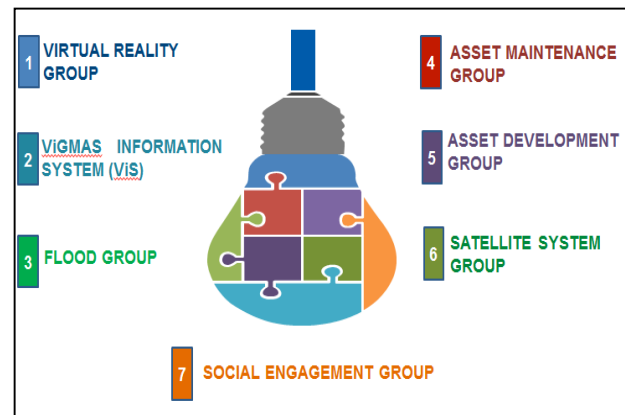 1
VIRTUAL REALITY
GROUP
2
ViGMAS INFORMATION
SYSTEM (ViS)
3
FLOOD GROUP
4
ASSET MAINTENANCE
GROUP
5
ASSET DEVELOPMENT
GROUP
6
SATELLITE SYSTEM
GROUP
7
SOCIAL ENGAGEMENT GROUP